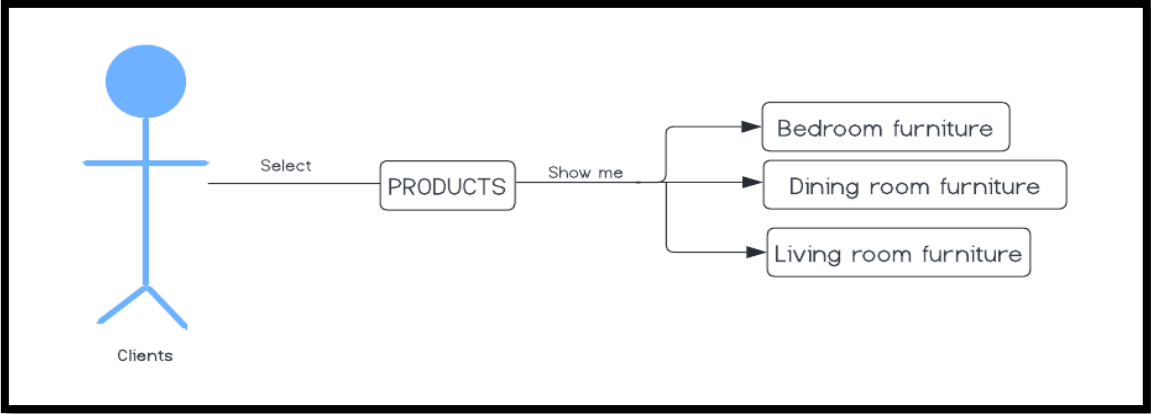 Select
PRODUCTS
Show me
Bedroom furniture
Dining room furniture
Living room furniture
Clients